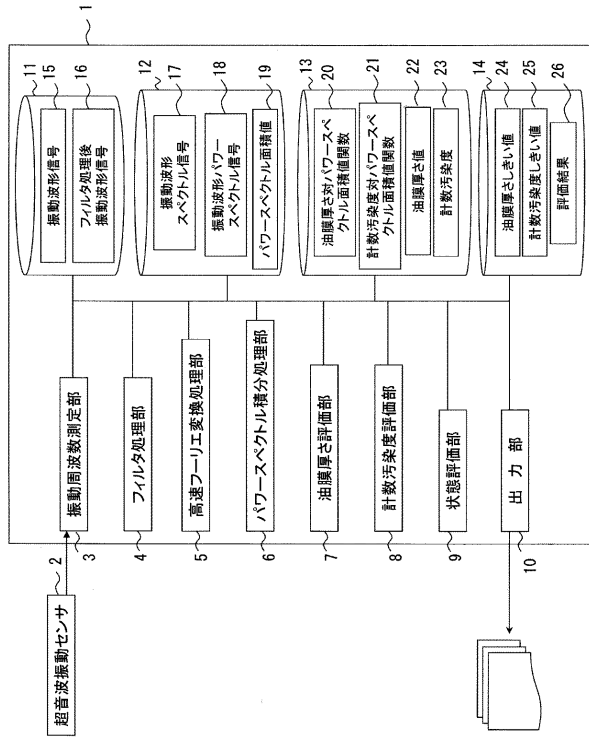 1
11
15
振動波形信号
16
フィルタ処理後
振動波形信号
12
17
振動波形
スペクトル信号
18
振動波形パワー
スペクトル信号
19
パワースペクトル面積値
13
20
油膜厚さ対パワースペ
クトル面積値関数
21
計数汚染度対パワースペ
クトル面積値関数
22
油膜厚さ値
23
計数汚染度
14
24
油膜厚さしきい値
25
計数汚染度しきい値
26
評価結果
超音波振動センサ
2
振動周波数測定部
3
フィルタ処理部
4
高速フーリエ変換処理部
5
パワースペクトル積分処理部
6
油膜厚さ評価部
7
計数汚染度評価部
8
状態評価部
9
出力部
10